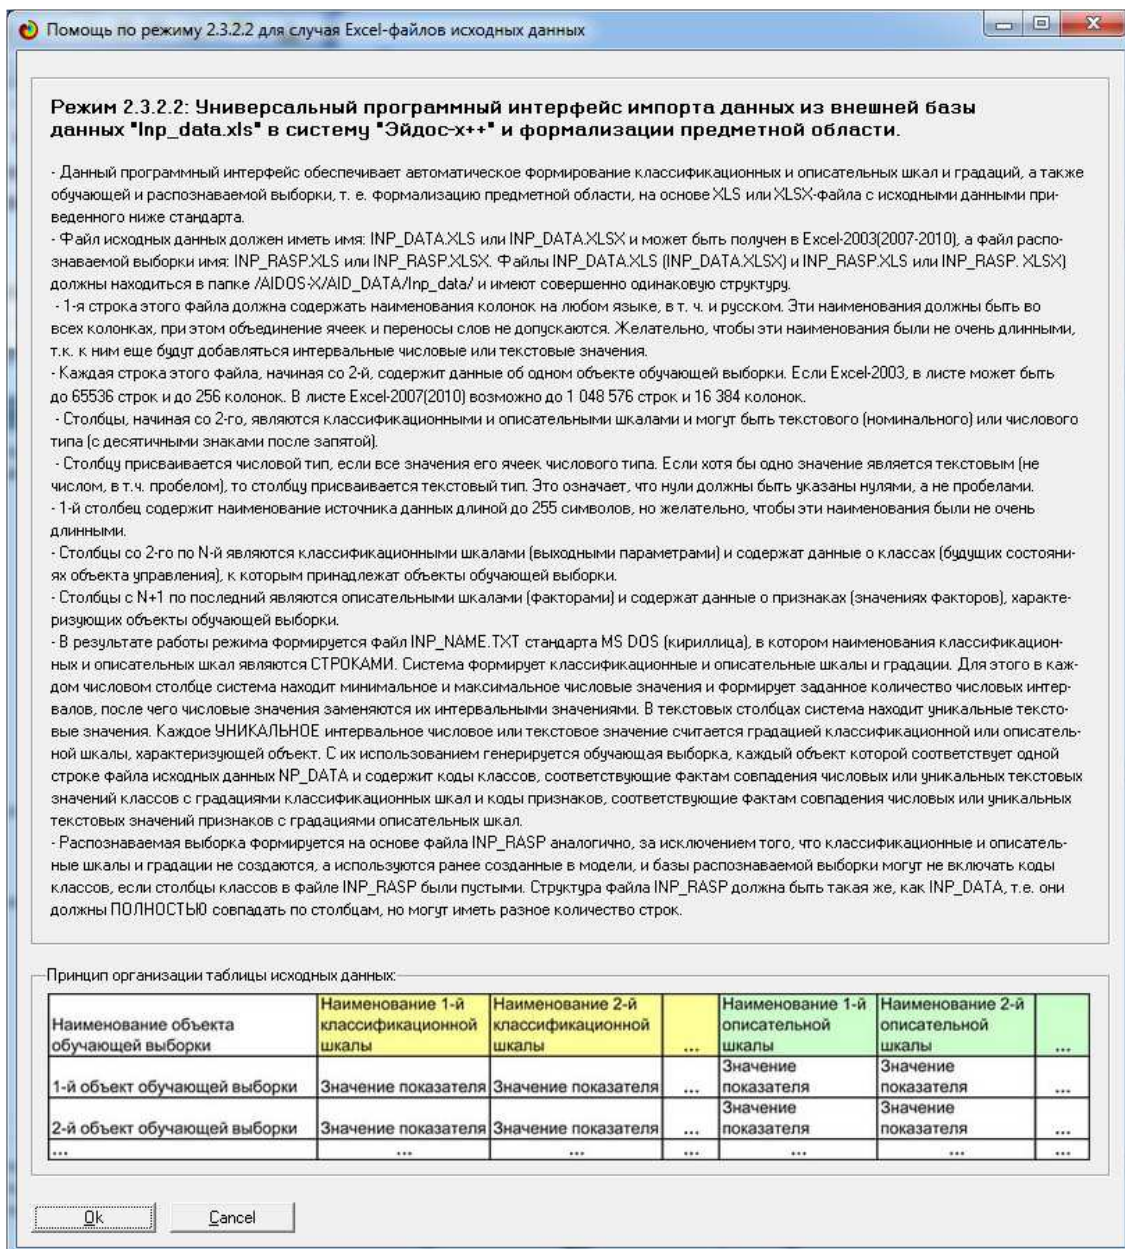 Помощь по режиму 2.3.2.2 для случая Excel-файлов исходных данных
Режим 2.3.2.2: Универсальный программный интерфейс импорта данных из внешней базы
данных "Inp_data.xls" в систему "Эйдос-х++" и формализации предметной области.
- Данный программный интерфейс обеспечивает автоматическое формирование классификационных и описательных шкал и градаций, а также
обучающей и распознаваемой выборки, т. е. формализацию предметной области, на основе XLS или XLSX-файла с исходными данными при-
веденного ниже стандарта.
- Файл исходных данных должен иметь имя: INP_DATA.XLS или INP_DATA.XLSX и может быть получен в Excel-2003(2007-2010), а файл распо-
знаваемой выборки имя: INP_RASP.XLS или INP_RASP.XLSX. Файлы INP_DATA.XLS (INP_DATA.XLSX) и INP_RASP.XLS или INP_RASP. XLSX)
должны находиться в папке /AIDOS-X/AID_DATA/Inp_data/ и имеют совершенно одинаковую структуру.
- 1-я строка этого файла должна содержать наименования колонок на любом языке, в т. ч. и русском. Эти наименования должны быть во
всех колонках, при этом объединение ячеек и переносы слов не допускаются. Желательно, чтобы эти наименования были не очень длинными,
т.к. к ним еще будут добавляться интервальные числовые или текстовые значения.
- Каждая строка этого файла, начиная со 2-й, содержит данные об одном объекте обучающей выборки. Если Excel-2003, в листе может быть
до 65536 строк и до 256 колонок. В листе Excel-2007(2010) возможно до 1 048 576 строк и 16 384 колонок.
- Столбцы, начиная со 2-го, являются классификационными и описательными шкалами и могут быть текстового (номинального) или числового
типа (с десятичными знаками после запятой).
- Столбцу присваивается числовой тип, если все значения его ячеек числового типа. Если хотя бы одно значение является текстовым (не
числом, в т.ч. пробелом), то столбцу присваивается текстовый тип. Это означает, что нули должны быть указаны нулями, а не пробелами.
- 1-й столбец содержит наименование источника данных длиной до 255 символов, но желательно, чтобы эти наименования были не очень
длинными.
- Столбцы со 2-го по N-й являются классификационными шкалами (выходными параметрами) и содержат данные о классах (будущих состояни-
ях объекта управления), к которым принадлежат объекты обучающей выборки.
- Столбцы с N+1 по последний являются описательными шкалами (факторами) и содержат данные о признаках (значениях факторов), характе-
ризующих объекты обучающей выборки.
- В результате работы режима формируется файл INP_NAME.TXT стандарта MS DOS (кириллица), в котором наименования классификацион-
ных и описательных шкал являются СТРОКАМИ. Система формирует классификационные и описательные шкалы и градации. Для этого в каж-
дом числовом столбце система находит минимальное и максимальное числовые значения и формирует заданное количество числовых интер-
валов, после чего числовые значения заменяются их интервальными значениями. В текстовых столбцах система находит уникальные тексто-
вые значения. Каждое УНИКАЛЬНОЕ интервальное числовое или текстовое значение считается градацией классификационной или описатель-
ной шкалы, характеризующей объект. С их использованием генерируется обучающая выборка, каждый объект которой соответствует одной
строке файла исходных данных NP_DATA и содержит коды классов, соответствующие фактам совпадения числовых или уникальных текстовых
значений классов с градациями классификационных шкал и коды признаков, соответствующие фактам совпадения числовых или уникальных
текстовых значений признаков с градациями описательных шкал.
- Распознаваемая выборка формируется на основе файла INP_RASP аналогично, за исключением того, что классификационные и описатель-
ные шкалы и градации не создаются, а используются ранее созданные в модели, и базы распознаваемой выборки могут не включать коды
классов, если столбцы классов в файле INP_RASP были пустыми. Структура файла INP_RASP должна быть такая же, как INP_DATA, т.е. они
должны ПОЛНОСТЬЮ совпадать по столбцам, но могут иметь разное количество строк.
Принцип организации таблицы исходных данных:
Наименование 1-й Наименование 2-й Наименование 1-й Наименование 2-й
Наименование объекта классификационной классификационной описательной описательной
обучающей выборки шкалы шкалы ... шкалы шкалы ...
Значение Значение
1-й объект обучающей выборки Значение показателя Значение показателя ... показателя показателя ...
Значение Значение
2-й объект обучающей выборки Значение показателя Значение показателя ... показателя показателя ...
... ... ... ... ... ... ...
Ok Cancel